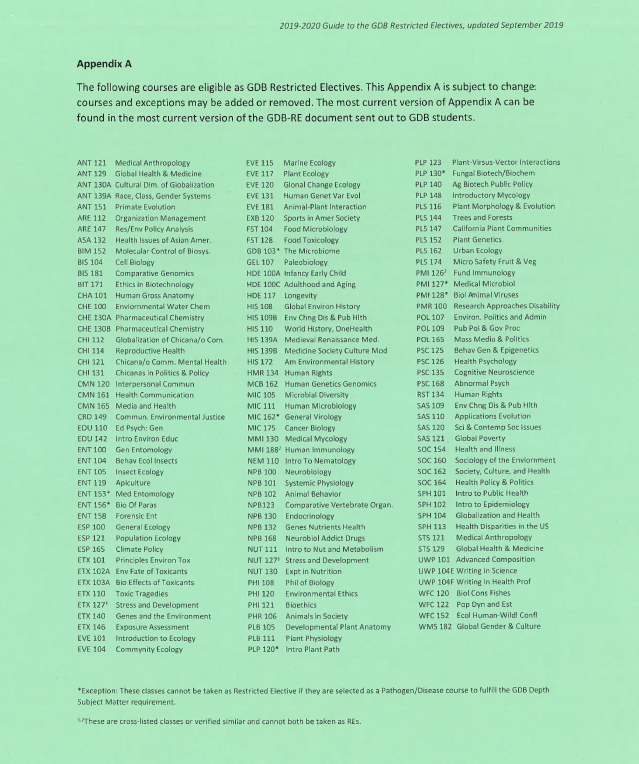 2019-2020 Guide to the GDB Restricted Electives, updated September 2019
Appendix A
The following courses are eligible as GDB Restricted Electives. This Appendix A is subject to change:
courses and exceptions may be added or removed. The most current version of Appendix A can be
found in the most current version of the GDB-RE document sent out to GDB students.
ANT 121 Medical Anthropology
ANT 129 Global Health & Medicine
ANT 130A Cultural Dim. of Globalization
ANT 139A Race, Class, Gender Systems
ANT 151 Primate Evolution
ARE 112 Organization Management
ARE 147 Res/Env Policy Analysis
ASA 132 Health Issues of Asian Amer.
BIM 152 Molecular Control of Biosys.
BIS 104 Cell Biology
BIS 181 Comparative Genomics
BIT 171 Ethics in Biotechnology
CHA 101 Human Gross Anatomy
CHE 100 Enviornmental Water Chem
CHE 130A Pharmaceutical Chemistry
CHE 130B Pharmaceutical Chemistry
CHI 112 Globalization of Chicana/o Com.
CHI 114 Reproductive Health
CHI 121 Chicana/o Comm. Mental Health
CHI 131 Chicanas in Politics & Policy
CMN 120 Interpersonal Commun
CMN 161 Health Communication
CMN 165 Media and Health
CRD 149 Commun. Environmental Justice
EDU 110 Ed Psych: Gen
EDU 142 Intro Environ Educ
ENT 100 Gen Entomology
ENT 104 Behav Ecol Insects
ENT 105 Insect Ecology
ENT 119 Apiculture
ENT 153* Med Entomology
ENT 156* Bio Of Paras
ENT 158 Forensic Ent
ESP 100 General Ecology
ESP 121 Population Ecology
ESP 165 Climate Policy
ETX 101 Principles Environ Tox
ETX 102A Env Fate of Toxicants
ETX 103A Bio Effects of Toxicants
ETX 110 Toxic Tragedies
ETX 127¹ Stress and Development
ETX 140 Genes and the Environment
ETX 146 Exposure Assessment
EVE 101 Introduction to Ecology
EVE 104 Commynity Ecology
EVE 115 Marine Ecology
EVE 117 Plant Ecology
EVE 120 Glonal Change Ecology
EVE 131 Human Genet Var Evol
EVE 181 Animal-Plant Interaction
EXB 120 Sports in Amer Society
FST 104 Food Microbiology
FST 128 Food Toxicology
GDB 103* The Microbiome
GEL 107 Paleobiology
HDE 100A Infancy Early Child
HDE 100C Adulthood and Aging
HDE 117 Longevity
HIS 108 Global Environ History
HIS 109B Env Chng Dis & Pub Hlth
HIS 110 World History, OneHealth
HIS 139A Medieval Renaissance Med.
HIS 139B Medicine Society Culture Mod
HIS 172 Am Environmental History
HMR 134 Human Rights
MCB 162 Human Genetics Genomics
MIC 105 Microbial Diversity
MIC 111 Human Microbiology
MIC 162* General Virology
MIC 175 Cancer Biology
MMI 130 Medical Mycology
MMI 188² Human Immunology
NEM 110 Intro To Nematology
NPB 100 Neurobiology
NPB 101 Systemic Physiology
NPB 102 Animal Behavior
NPB123 Comparative Vertebrate Organ.
NPB 130 Endocrinology
NPB 132 Genes Nutrients Health
NPB 168 Neurobiol Addict Drugs
NUT 111 Intro to Nut and Metabolism
NUT 127¹ Stress and Development
NUT 130 Expt in Nutrition
PHI 108 Phil of Biology
PHI 120 Environmental Ethics
PHI 121 Bioethics
PHR 106 Animals in Society
PLB 105 Developmental Plant Anatomy
PLB 111 Plant Physiology
PLP 120* Intro Plant Path
PLP 123 Plant-Virsus-Vector Interactions
PLP 130* Fungal Biotech/Biochem
PLP 140 Ag Biotech Public Policy
PLP 148 Introductory Mycology
PLS 116 Plant Morphology & Evolution
PLS 144 Trees and Forests
PLS 147 California Plant Communities
PLS 152 Plant Genetics
PLS 162 Urban Ecology
PLS 174 Micro Safety Fruit & Veg
PMI 126² Fund Immunology
PMI 127* Medical Microbiol
PMI 128* Biol Animal Viruses
PMR 100 Research Approaches Disability
POL 107 Environ. Politics and Admin
POL 109 Pub Pol & Gov Proc
POL 165 Mass Media & Politics
PSC 125 Behav Gen & Epigenetics
PSC 126 Health Psychology
PSC 135 Cognitive Neuroscience
PSC 168 Abnormal Psych
RST 134 Human Rights
SAS 109 Env Chng Dis & Pub Hlth
SAS 110 Applications Evolution
SAS 120 Sci & Contemp Soc Issues
SAS 121 Global Poverty
SOC 154 Health and Illness
SOC 160 Sociology of the Enviornment
SOC 162 Society, Culture, and Health
SOC 164 Health Policy & Politics
SPH 101 Intro to Public Health
SPH 102 Intro to Epidemiology
SPH 104 Globalization and Health
SPH 113 Health Disparities in the US
STS 121 Medical Anthropology
STS 129 Global Health & Medicine
UWP 101 Advanced Composition
UWP 104E Writing in Science
UWP 104F Writing in Health Prof
WFC 120 Biol Cons Fishes
WFC 122 Pop Dyn and Est
WFC 152 Ecol Human-Wildl Confl
WMS 182 Global Gender & Culture
*Exception: These classes cannot be taken as Restricted Elective if they are selected as a Pathogen/Disease course to fulfill the GDB Depth
Subject Matter requirement.
¹,²These are cross-listed classes or verified similar and cannot both be taken as REs.